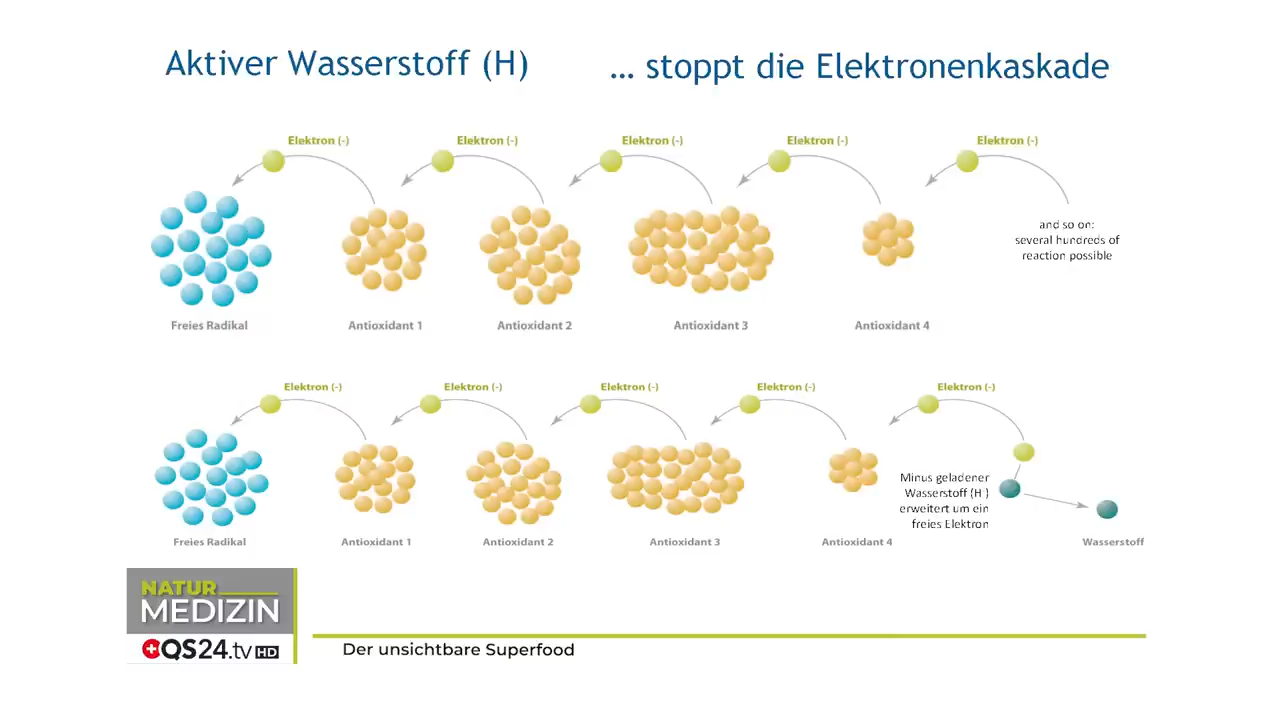 Aktiver Wasserstoff (H)
... stoppt die Elektronenkaskade
Elektron (-)
Elektron (-)
Elektron (-)
Elektron (-)
Elektron (-)
and so on:
several hundreds of
reaction possible
Freies Radikal
Antioxidant 1
Antioxidant 2
Antioxidant 3
Antioxidant 4
Elektron (-)
Elektron (-)
Elektron (-)
Elektron (-)
Elektron (-)
Minus geladener
Wasserstoff (H⁻)
erweitert um ein
freies Elektron
Freies Radikal
Antioxidant 1
Antioxidant 2
Antioxidant 3
Antioxidant 4
Wasserstoff
NATUR
MEDIZIN
QS24.tv HD
Der unsichtbare Superfood